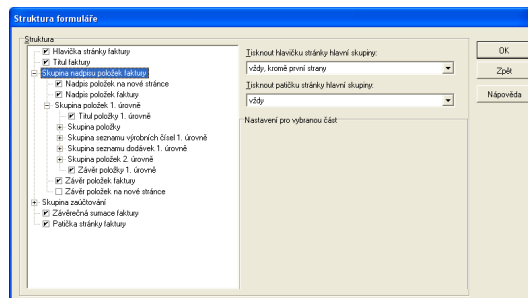 Struktura formuláře
Struktura
Hlavička stránky faktury
Titul faktury
Skupina nadpisu položek faktury
Nadpis položek na nové stránce
Nadpis položek faktury
Skupina položek 1. úrovně
Titul položky 1. úrovně
Skupina položky
Skupina seznamu výrobních čísel 1. úrovně
Skupina seznamu dodávek 1. úrovně
Skupina položek 2. úrovně
Závěr položky 1. úrovně
Závěr položek faktury
Závěr položek na nové stránce
Skupina zaúčtování
Závěrečná sumace faktury
Patička stránky faktury
Tisknout hlavičku stránky hlavní skupiny:
vždy, kromě první strany
Tisknout patičku stránky hlavní skupiny:
vždy
Nastavení pro vybranou část
OK
Zpět
Nápověda